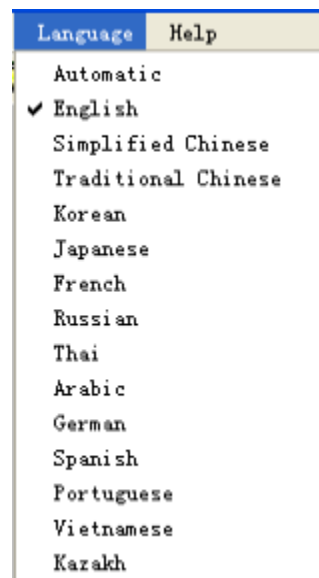 Language Help
Automatic
✓ English
Simplified Chinese
Traditional Chinese
Korean
Japanese
French
Russian
Thai
Arabic
German
Spanish
Portuguese
Vietnamese
Kazakh